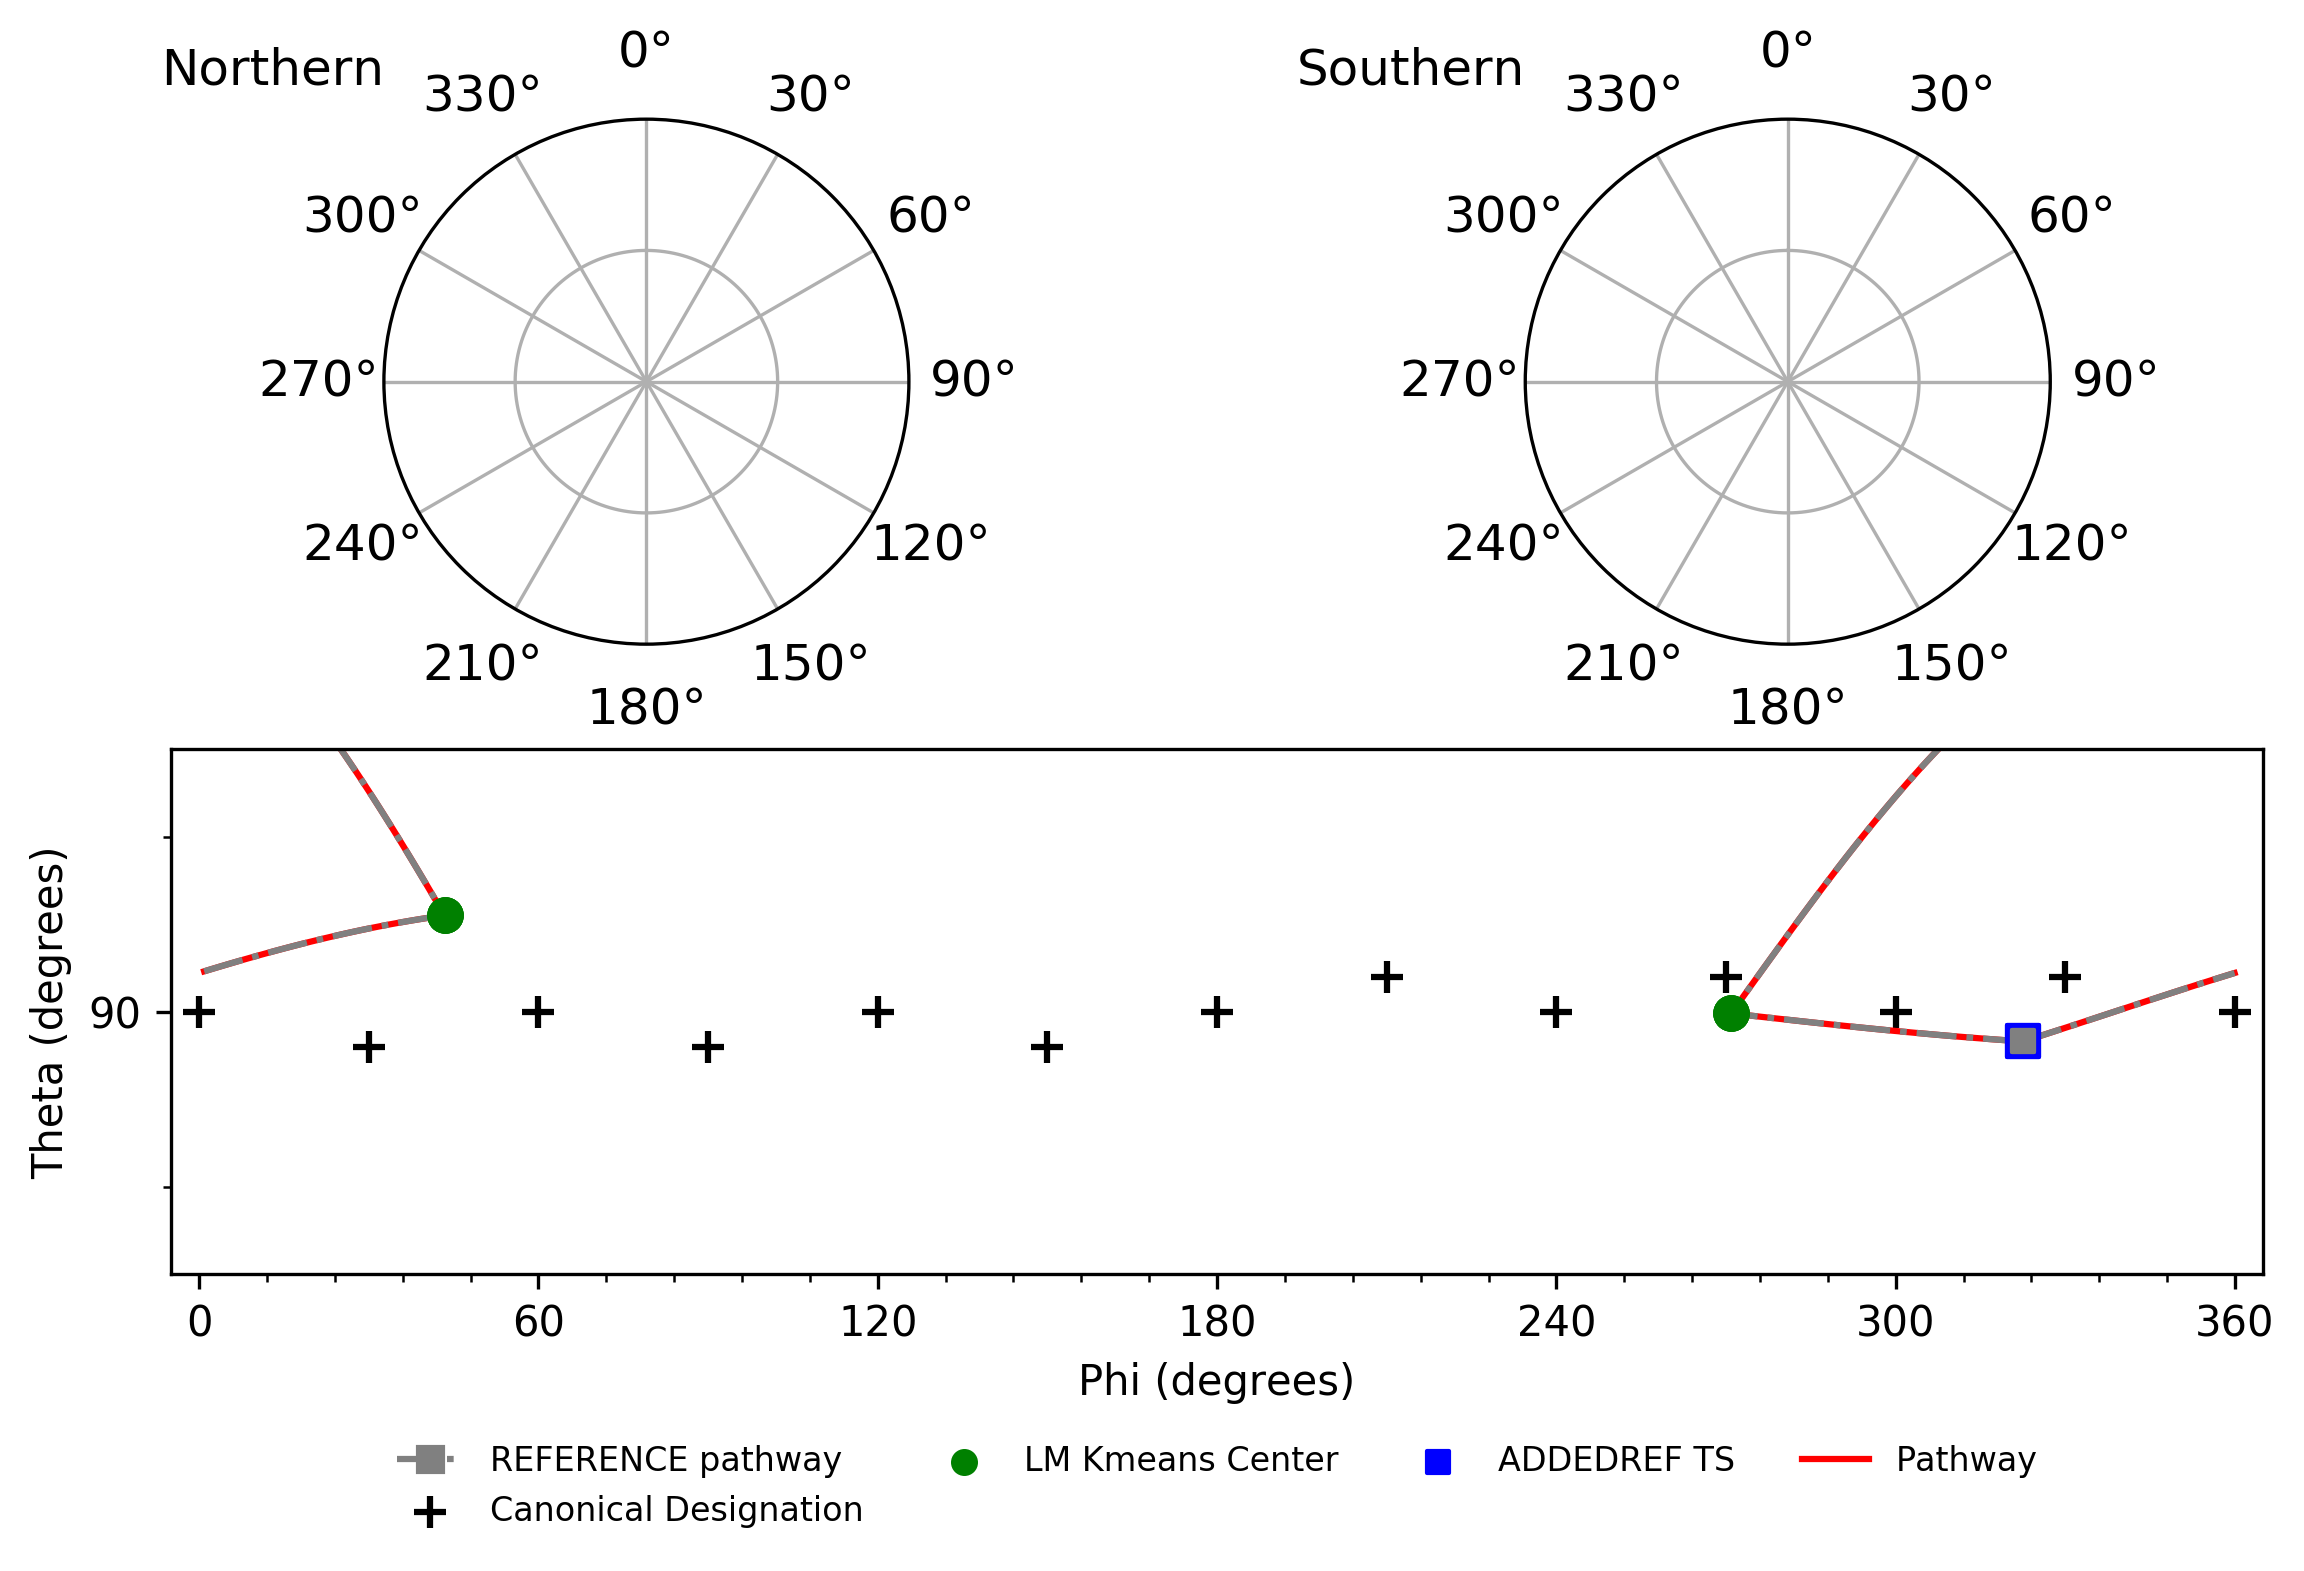 Northern
0°
330°
30°
300°
60°
270°
90°
240°
120°
210°
150°
180°
Southern
0°
330°
30°
300°
60°
270°
90°
240°
120°
210°
150°
180°
Theta (degrees)
90
0 60 120 180 240 300 360
Phi (degrees)
REFERENCE pathway
Canonical Designation
LM Kmeans Center
ADDEDREF TS
Pathway